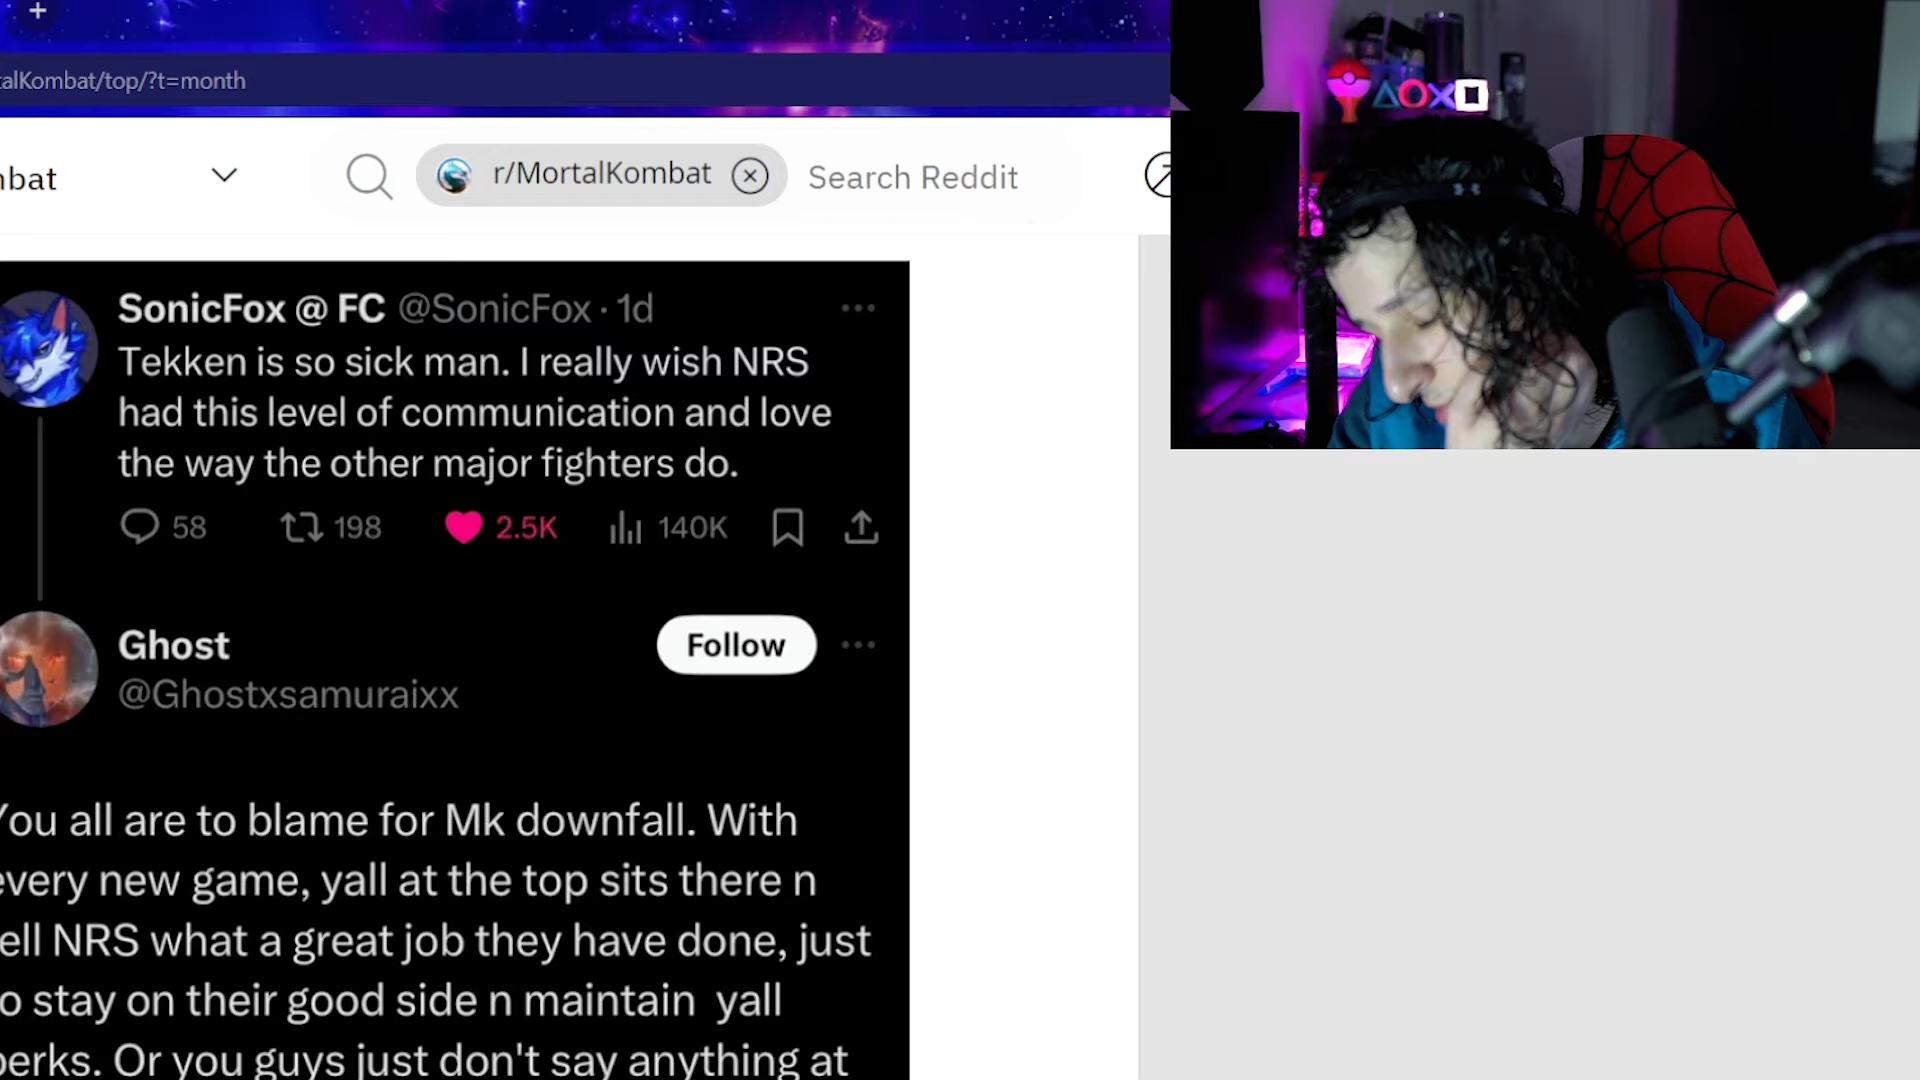 +
talKombat/top/?t=month
nbat
r/MortalKombat
Search Reddit
SonicFox @ FC @SonicFox · 1d
Tekken is so sick man. I really wish NRS
had this level of communication and love
the way the other major fighters do.
58 198 2.5K 140K
Ghost
Follow
@Ghostxsamuraixx
You all are to blame for Mk downfall. With
every new game, yall at the top sits there n
ell NRS what a great job they have done, just
o stay on their good side n maintain yall
perks. Or you guys just don't say anything at